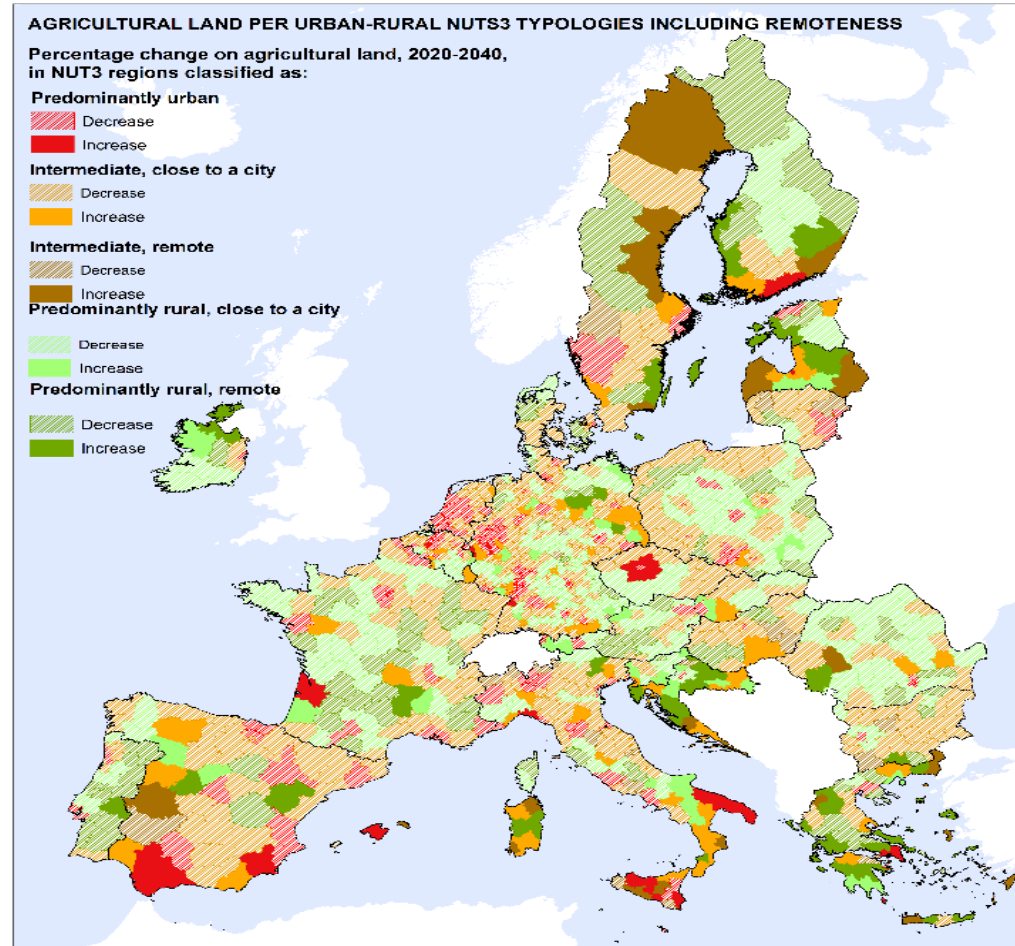 AGRICULTURAL LAND PER URBAN-RURAL NUTS3 TYPOLOGIES INCLUDING REMOTENESS
Percentage change on agricultural land, 2020-2040,
in NUT3 regions classified as:
Predominantly urban
Decrease
Increase
Intermediate, close to a city
Decrease
Increase
Intermediate, remote
Decrease
Increase
Predominantly rural, close to a city
Decrease
Increase
Predominantly rural, remote
Decrease
Increase